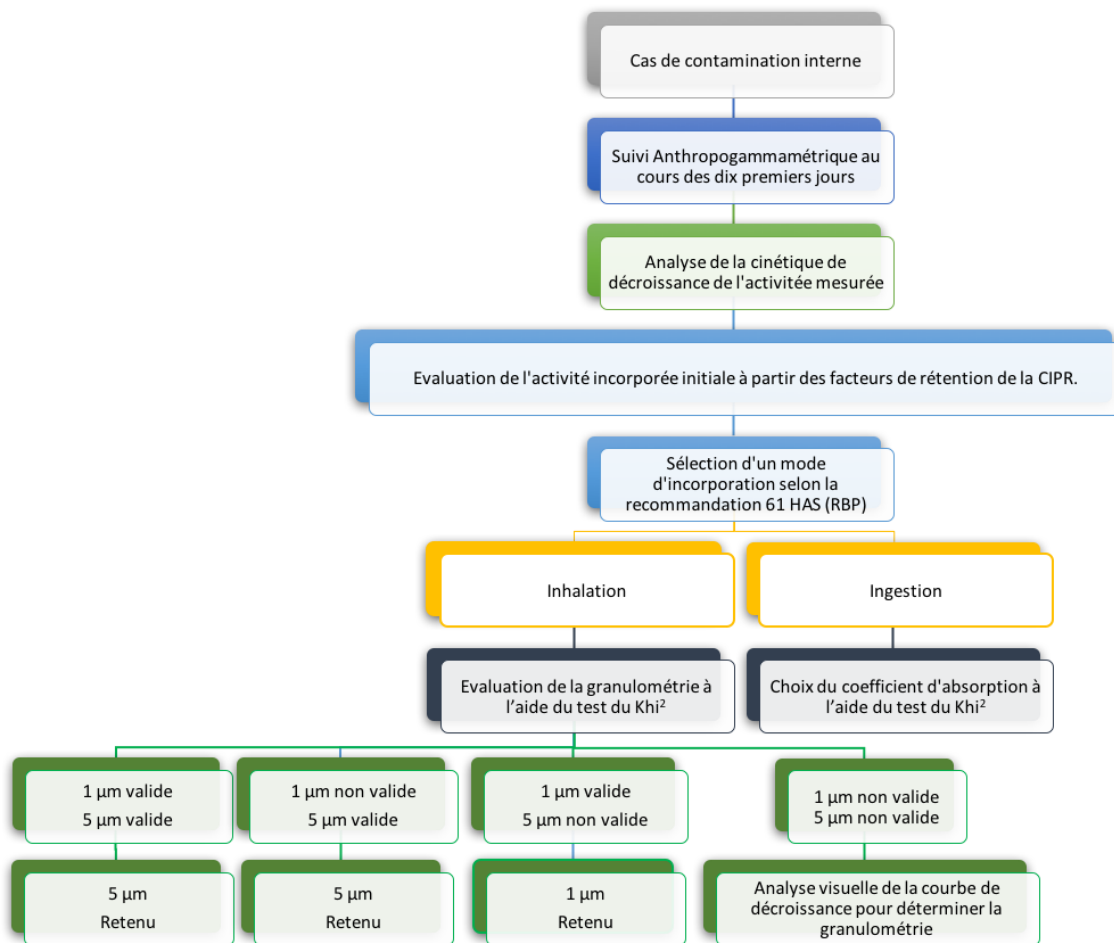 Cas de contamination interne
Suivi Anthropogammamétrique au
cours des dix premiers jours
Analyse de la cinétique de
décroissance de l'activitée mesurée
Evaluation de l'activité incorporée initiale à partir des facteurs de rétention de la CIPR.
Sélection d'un mode
d'incorporation selon la
recommandation 61 HAS (RBP)
Inhalation
Ingestion
Evaluation de la granulométrie à
l’aide du test du Khi²
Choix du coefficient d'absorption à
l’aide du test du Khi²
1 µm valide
5 µm valide
1 µm non valide
5 µm valide
1 µm valide
5 µm non valide
1 µm non valide
5 µm non valide
5 µm
Retenu
5 µm
Retenu
1 µm
Retenu
Analyse visuelle de la courbe de
décroissance pour déterminer la
granulométrie